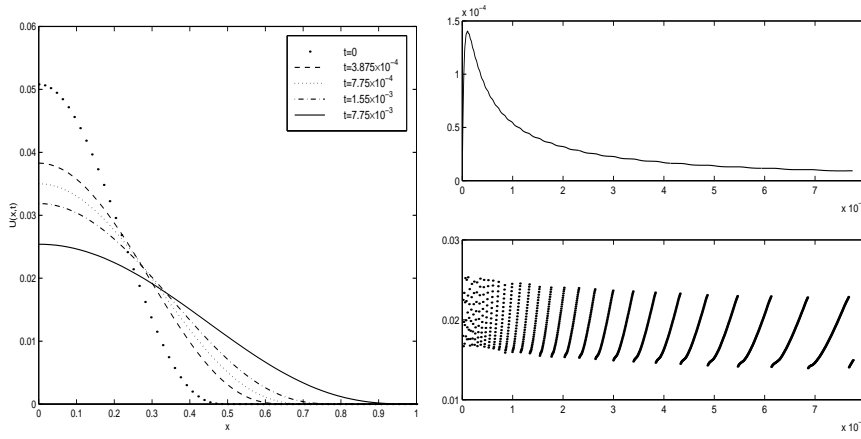 0.06
0.05
0.04
0.03
0.02
0.01
0
U(x,t)
0 0.1 0.2 0.3 0.4 0.5 0.6 0.7 0.8 0.9 1
x
t=0
t=3.875×10⁻⁴
t=7.75×10⁻⁴
t=1.55×10⁻³
t=7.75×10⁻³
x 10⁻⁴
1.5
1
0.5
0
0 1 2 3 4 5 6 7
x 10⁻
0.03
0.02
0.01
0 1 2 3 4 5 6 7
x 10⁻